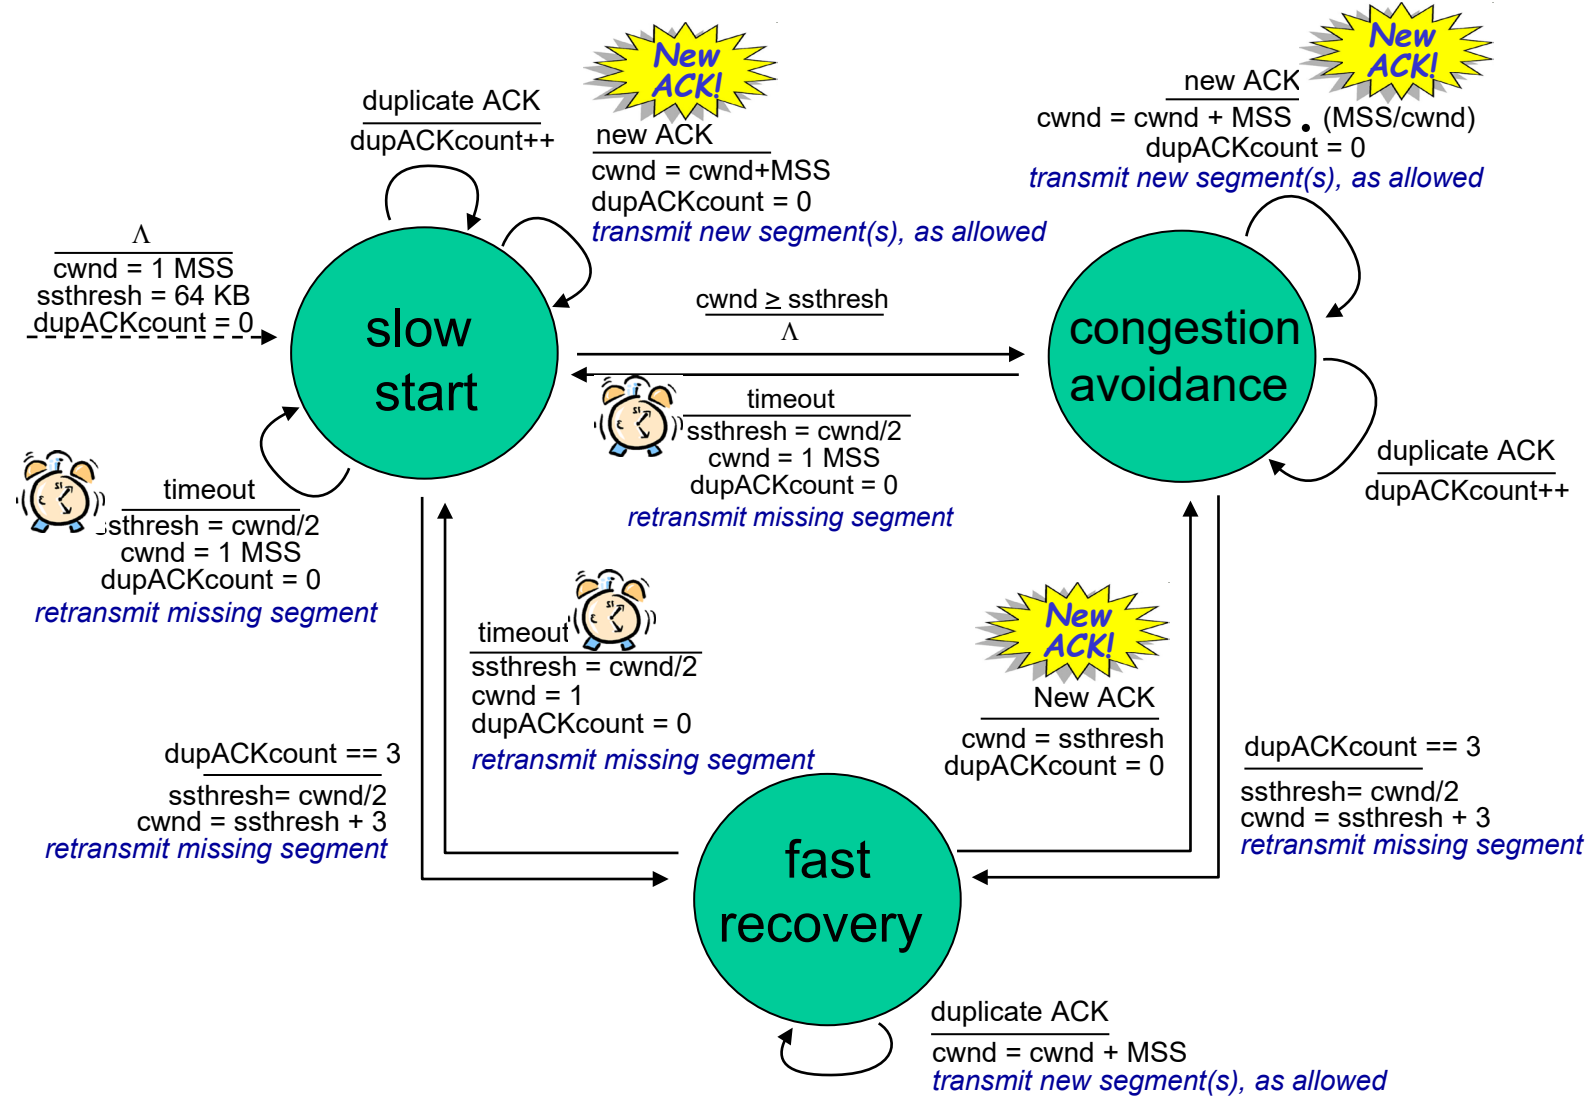 New
ACK!
duplicate ACK
dupACKcount++
new ACK
cwnd = cwnd+MSS
dupACKcount = 0
transmit new segment(s), as allowed
New
ACK!
new ACK
cwnd = cwnd + MSS • (MSS/cwnd)
dupACKcount = 0
transmit new segment(s), as allowed
Λ
cwnd = 1 MSS
ssthresh = 64 KB
dupACKcount = 0
slow
start
cwnd ≥ ssthresh
Λ
congestion
avoidance
timeout
ssthresh = cwnd/2
cwnd = 1 MSS
dupACKcount = 0
retransmit missing segment
duplicate ACK
dupACKcount++
timeout
ssthresh = cwnd/2
cwnd = 1 MSS
dupACKcount = 0
retransmit missing segment
timeout
ssthresh = cwnd/2
cwnd = 1
dupACKcount = 0
retransmit missing segment
New
ACK!
New ACK
cwnd = ssthresh
dupACKcount = 0
dupACKcount == 3
ssthresh= cwnd/2
cwnd = ssthresh + 3
retransmit missing segment
dupACKcount == 3
ssthresh= cwnd/2
cwnd = ssthresh + 3
retransmit missing segment
fast
recovery
duplicate ACK
cwnd = cwnd + MSS
transmit new segment(s), as allowed